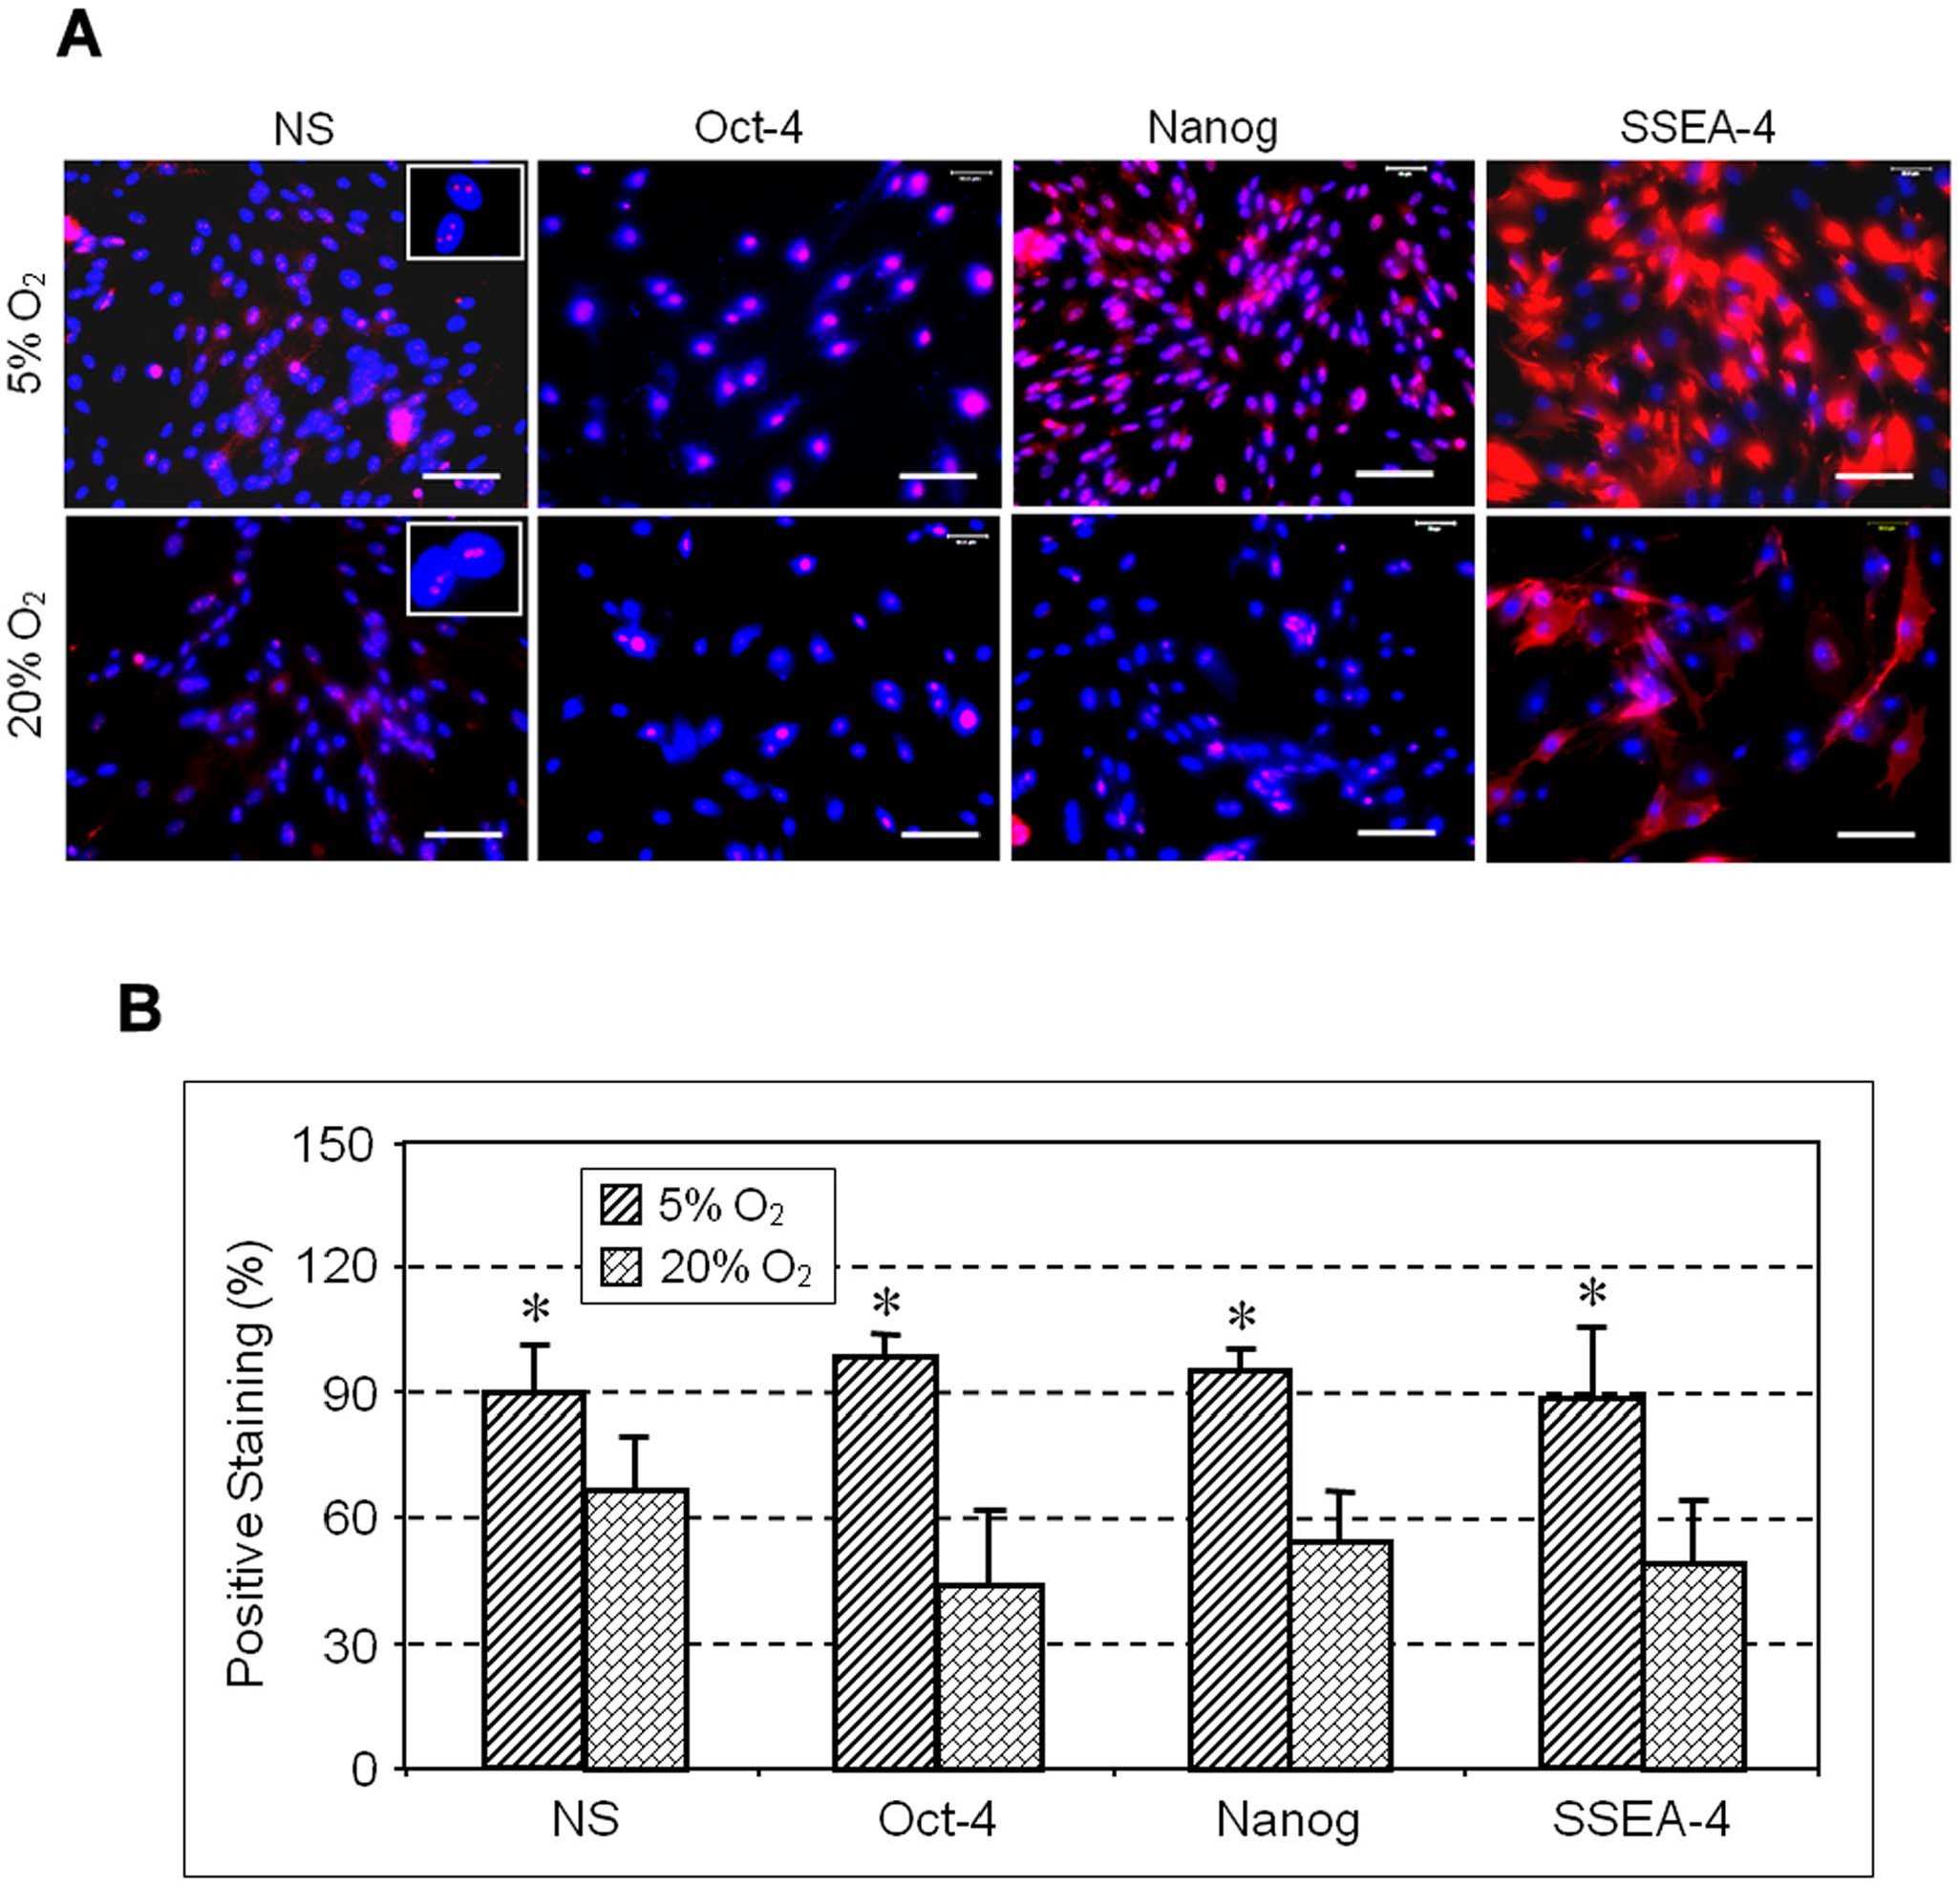 A
NS Oct-4 Nanog SSEA-4
5% O₂
20% O₂
B
150
120
90
60
30
0
Positive Staining (%)
5% O₂
20% O₂
* * * *
NS Oct-4 Nanog SSEA-4